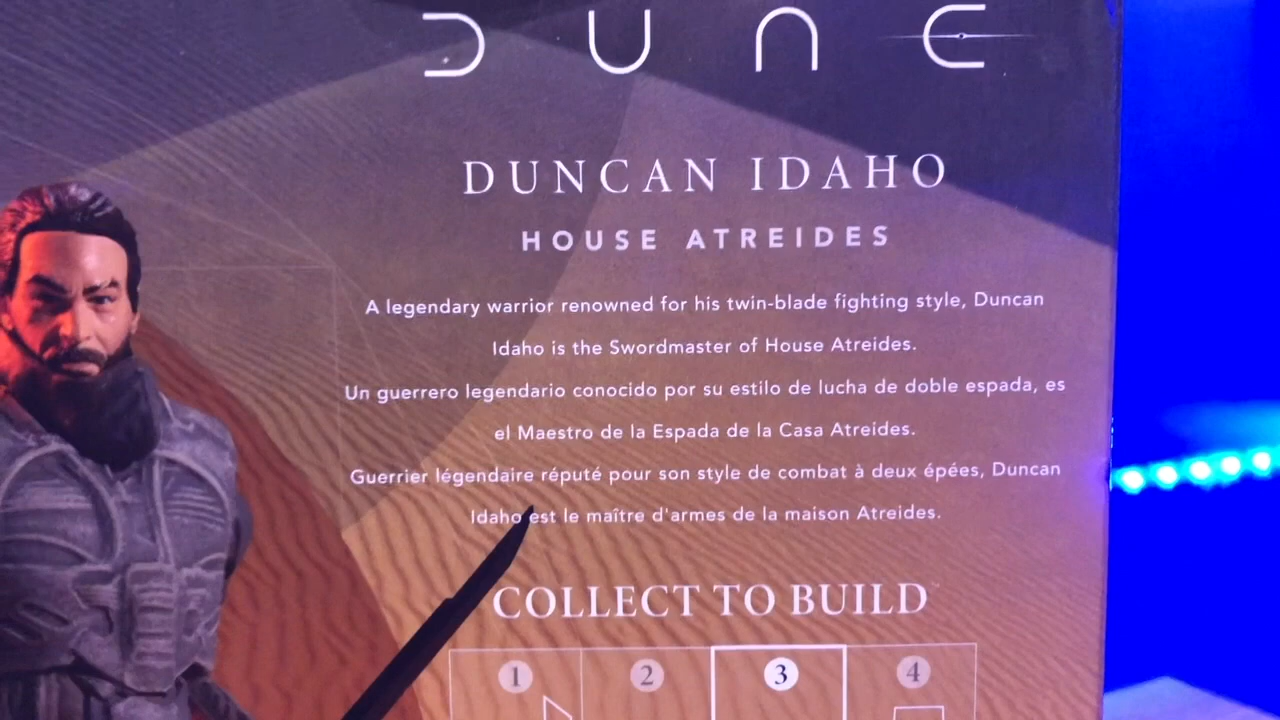 DUNE
DUNCAN IDAHO
HOUSE ATREIDES
A legendary warrior renowned for his twin-blade fighting style, Duncan
Idaho is the Swordmaster of House Atreides.
Un guerrero legendario conocido por su estilo de lucha de doble espada, es
el Maestro de la Espada de la Casa Atreides.
Guerrier légendaire réputé pour son style de combat à deux épées, Duncan
Idaho est le maître d'armes de la maison Atreides.
COLLECT TO BUILD™
1 2 3 4